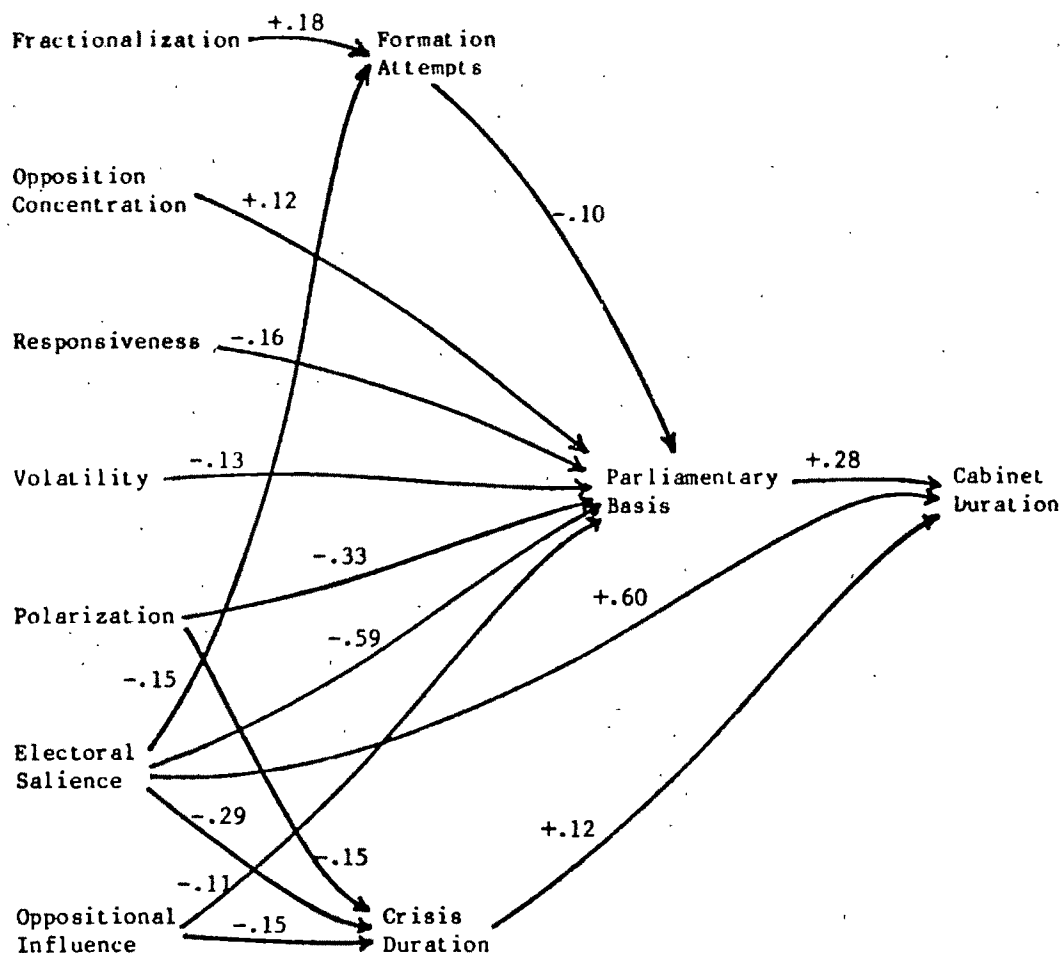 Fractionalization
+.18
Formation
Attempts
Opposition
Concentration
+.12
-.10
Responsiveness
-.16
Volatility
-.13
Parliamentary
Basis
+.28
Cabinet
Duration
-.33
Polarization
+.60
-.59
-.15
Electoral
Salience
-.29
+.12
-.15
-.11
Oppositional
Influence
-.15
Crisis
Duration